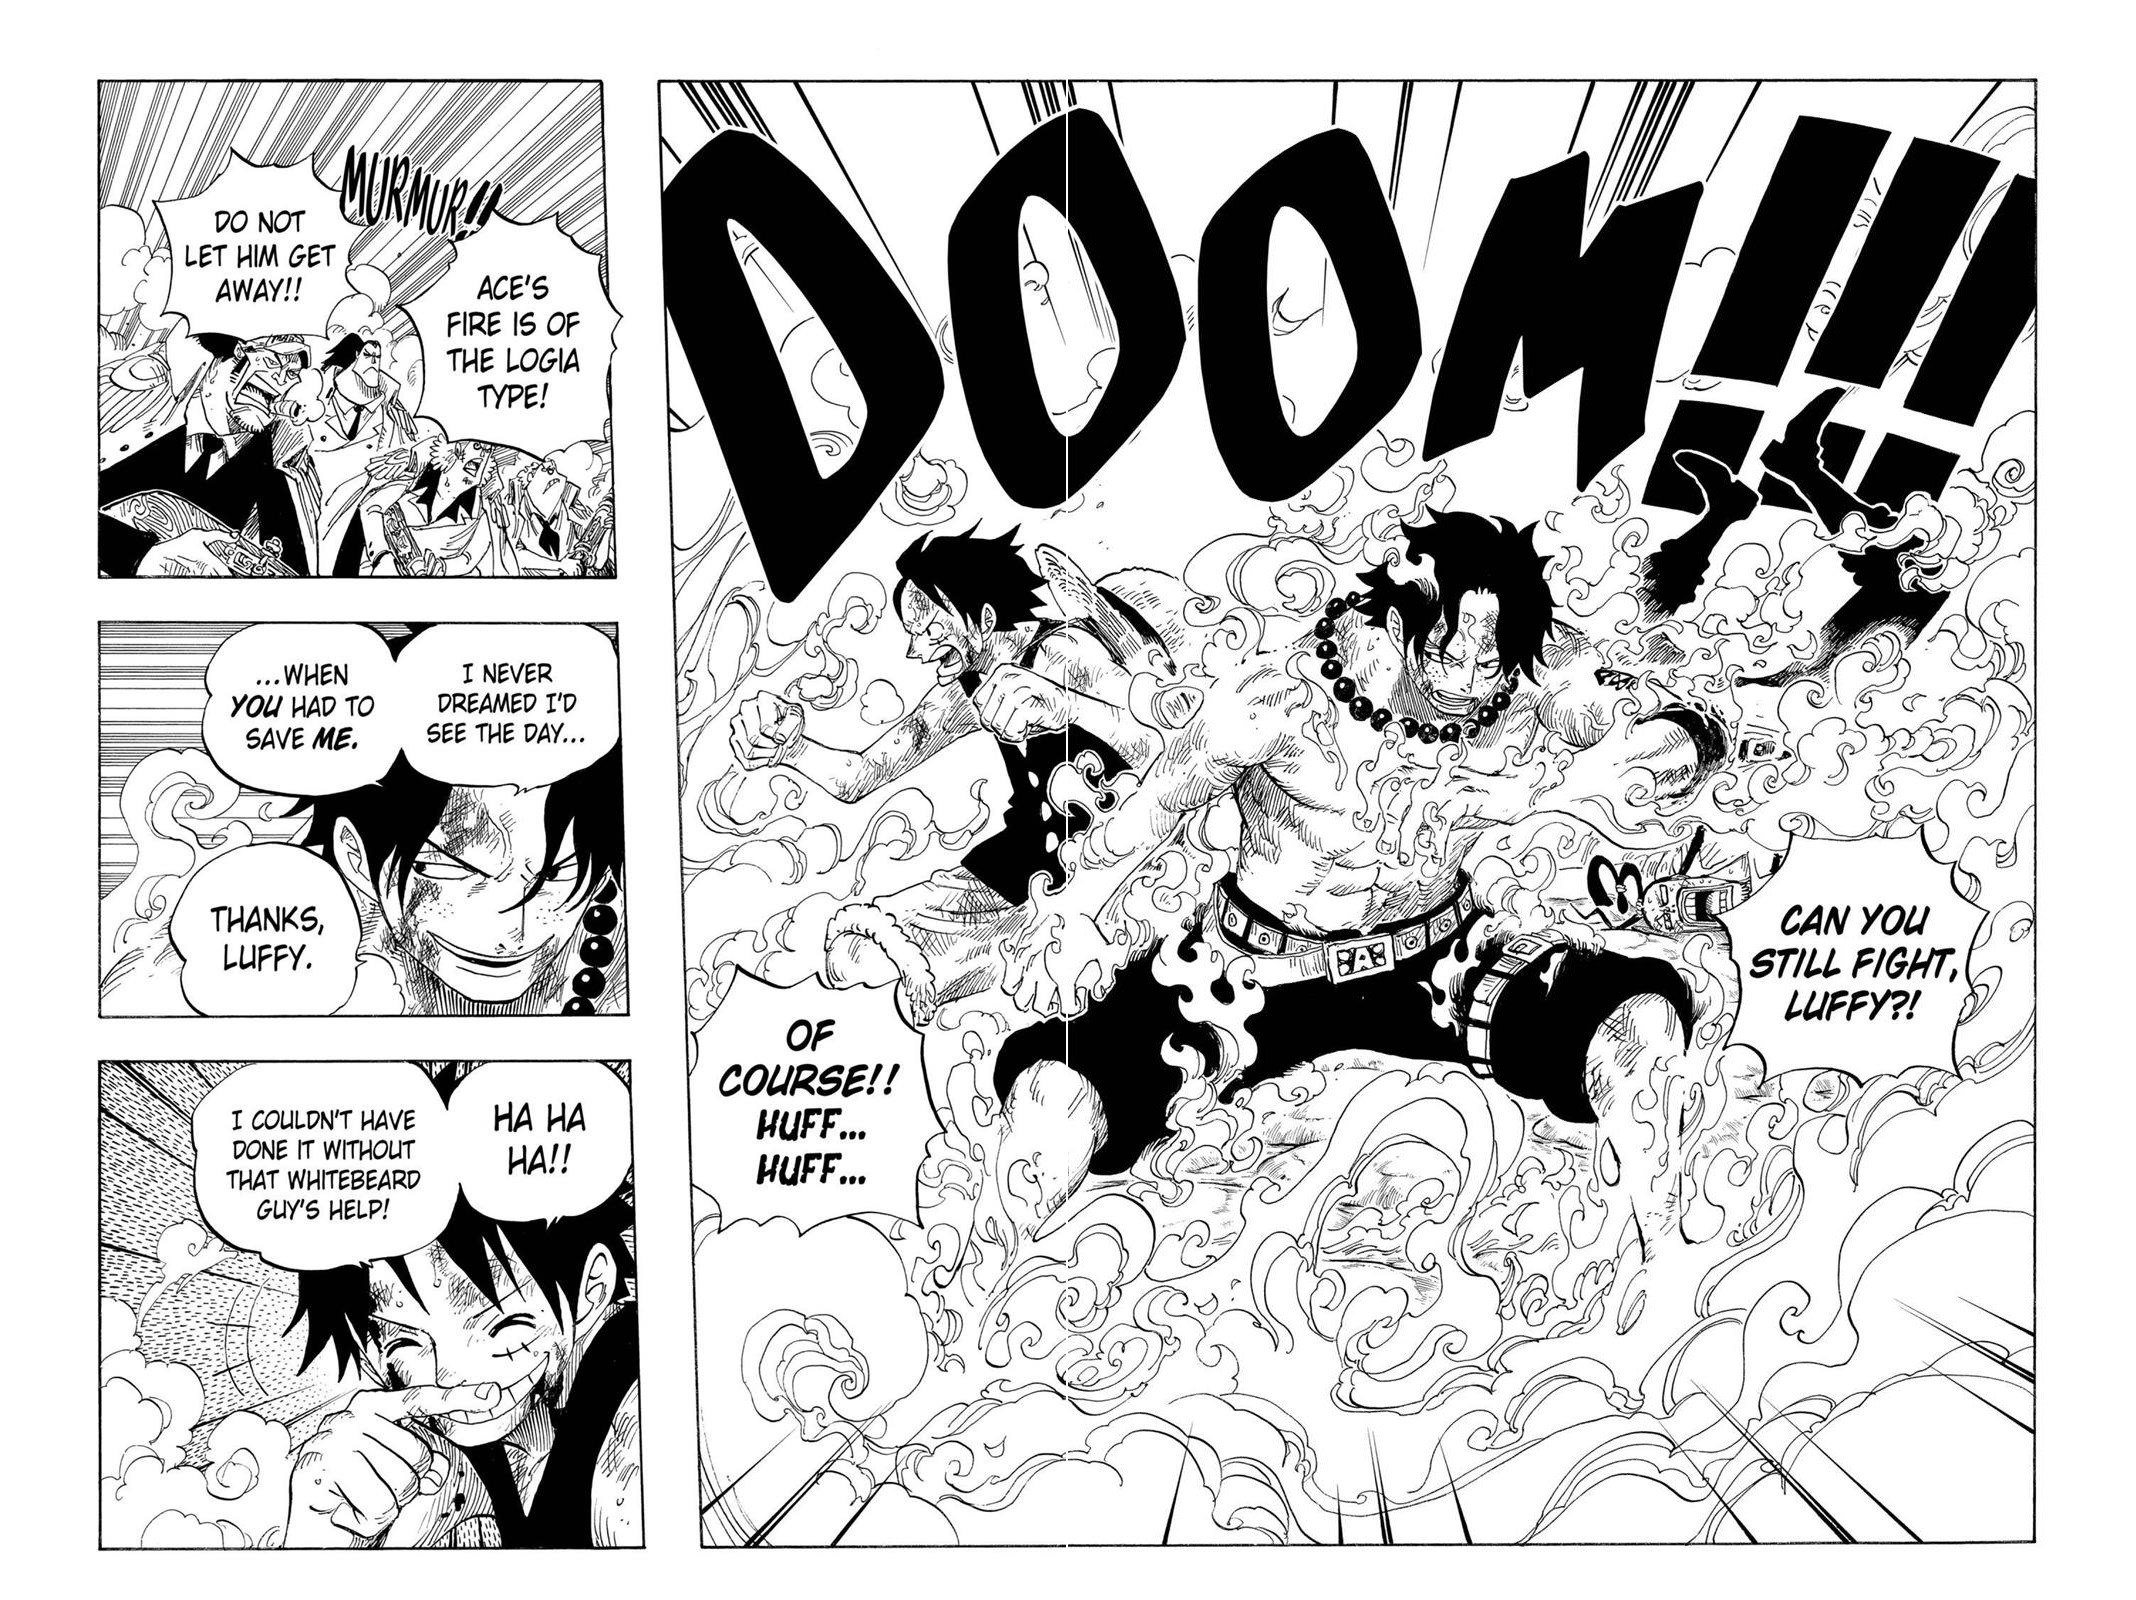 DOOM!!!
CAN YOU
STILL FIGHT,
LUFFY?!
OF
COURSE!!
HUFF...
HUFF...
MURMUR!!
ACE'S
FIRE IS OF
THE LOGIA
TYPE!
DO NOT
LET HIM GET
AWAY!!
I NEVER
DREAMED I'D
SEE THE DAY...
...WHEN
YOU HAD TO
SAVE ME.
THANKS,
LUFFY.
HA HA
HA!!
I COULDN'T HAVE
DONE IT WITHOUT
THAT WHITEBEARD
GUY'S HELP!
A